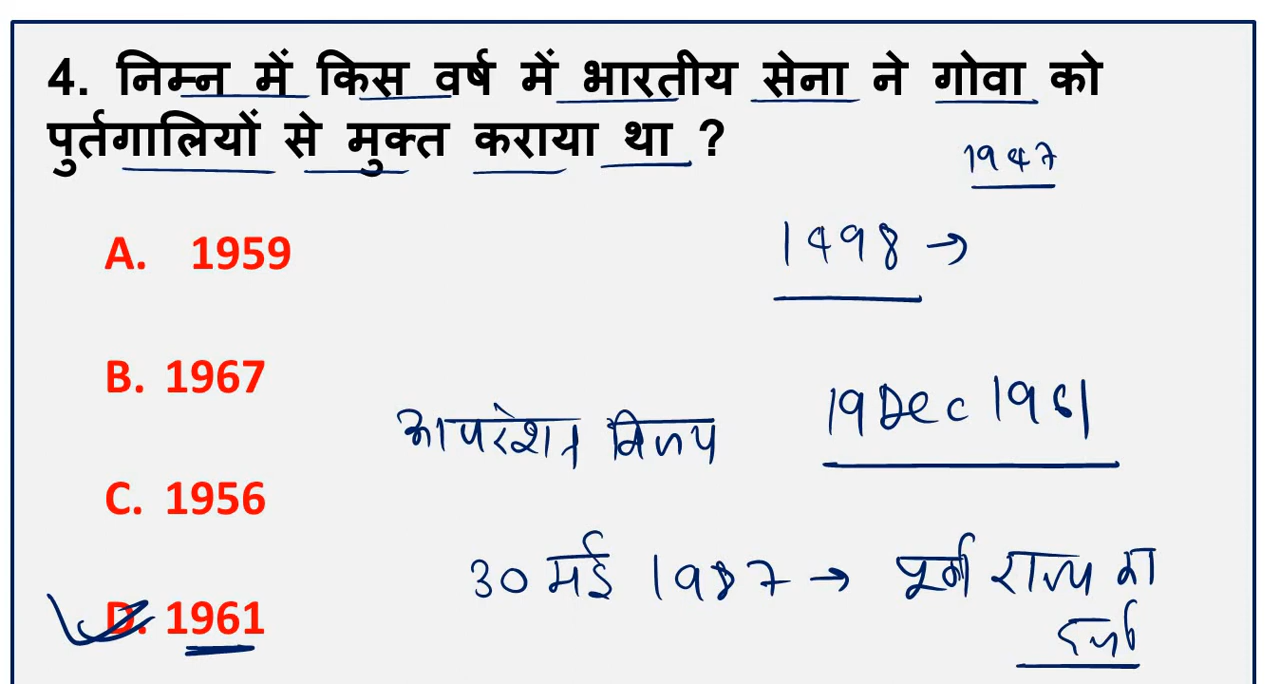 4. निम्न में किस वर्ष में भारतीय सेना ने गोवा को
पुर्तगालियों से मुक्त कराया था ?
1947
A. 1959
1498 →
B. 1967
आपरेशन विजय
19 Dec 1961
C. 1956
30 मई 1987 → पूर्ण राज्य का
दर्जा
D. 1961